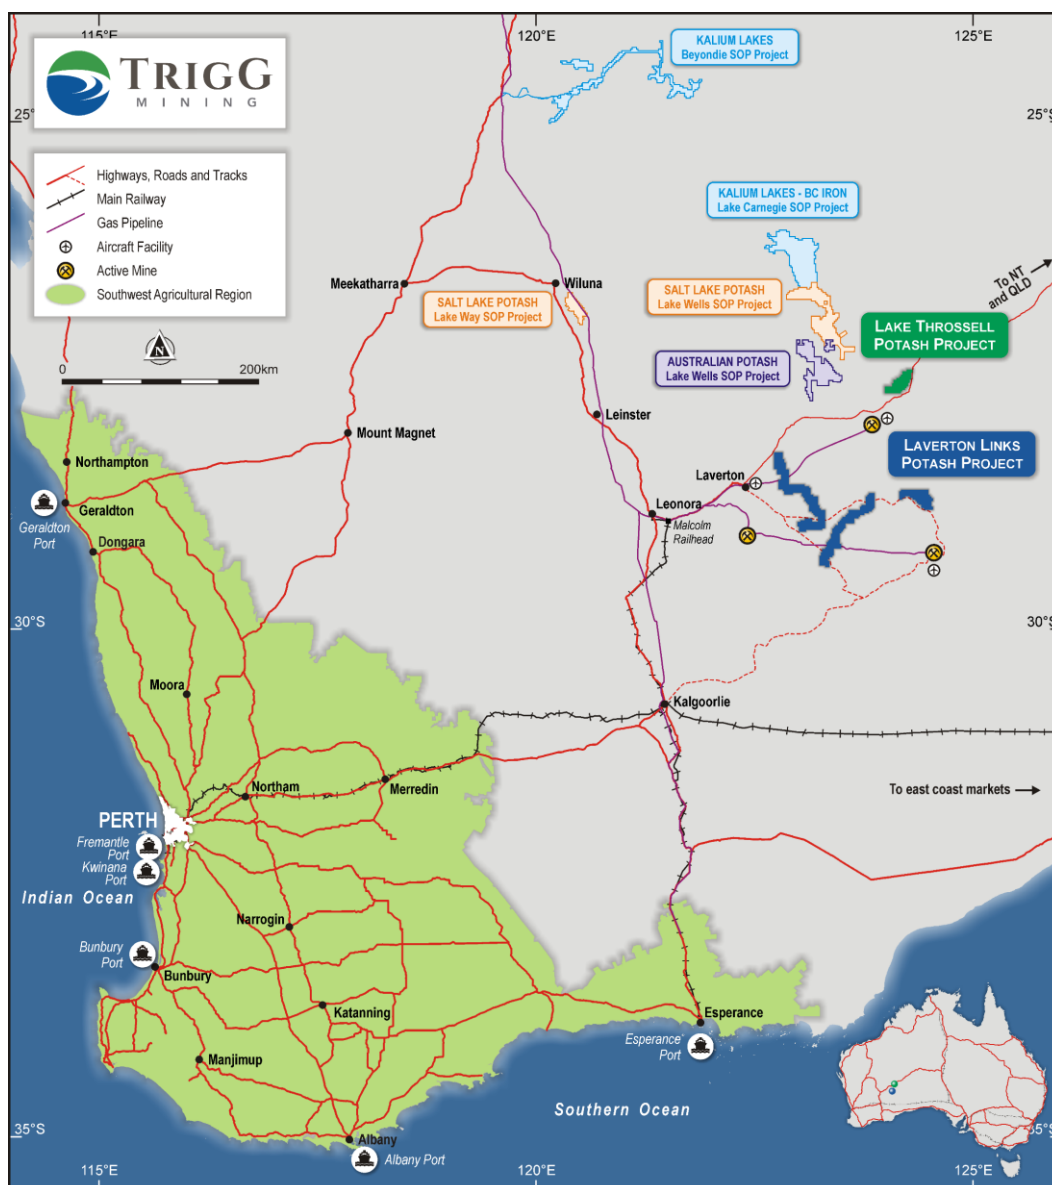 115°E
120°E
125°E
TRIGG
MINING
KALIUM LAKES
Beyondie SOP Project
25°S
25°S
Highways, Roads and Tracks
Main Railway
Gas Pipeline
Aircraft Facility
Active Mine
Southwest Agricultural Region
KALIUM LAKES - BC IRON
Lake Carnegie SOP Project
To NT
and QLD
Meekatharra
Wiluna
SALT LAKE POTASH
Lake Way SOP Project
SALT LAKE POTASH
Lake Wells SOP Project
LAKE THROSSELL
POTASH PROJECT
N
0
200km
AUSTRALIAN POTASH
Lake Wells SOP Project
Leinster
Mount Magnet
LAVERTON LINKS
POTASH PROJECT
Northampton
Laverton
Geraldton
Geraldton
Port
Leonora
Malcolm
Railhead
Dongara
30°S
30°S
Moora
Kalgoorlie
Northam
Merredin
To east coast markets
PERTH
Fremantle
Port
Kwinana
Port
Indian Ocean
Narrogin
Bunbury
Port
Bunbury
Katanning
Esperance
Esperance
Port
Manjimup
Southern Ocean
35°S
35°S
Albany
Albany Port
115°E
120°E
125°E